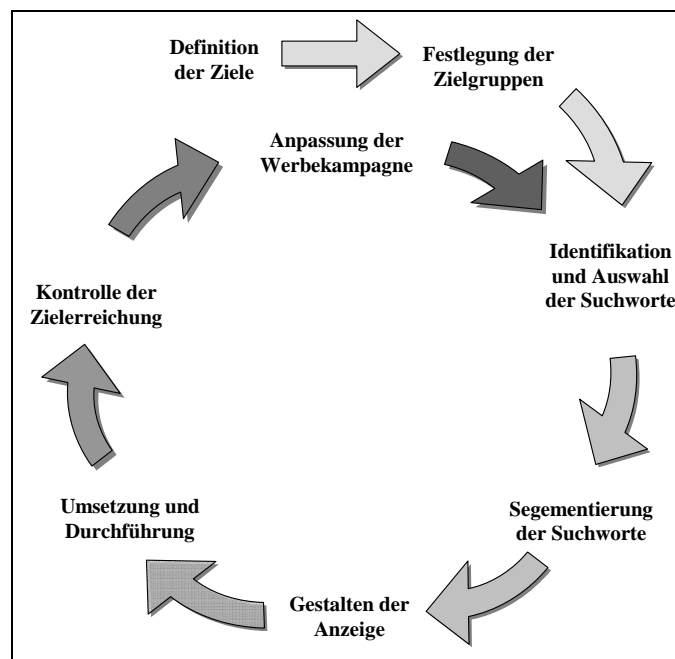 Definition
der Ziele
Festlegung der
Zielgruppen
Anpassung der
Werbekampagne
Identifikation
und Auswahl
der Suchworte
Kontrolle der
Zielerreichung
Segementierung
der Suchworte
Umsetzung und
Durchführung
Gestalten der
Anzeige